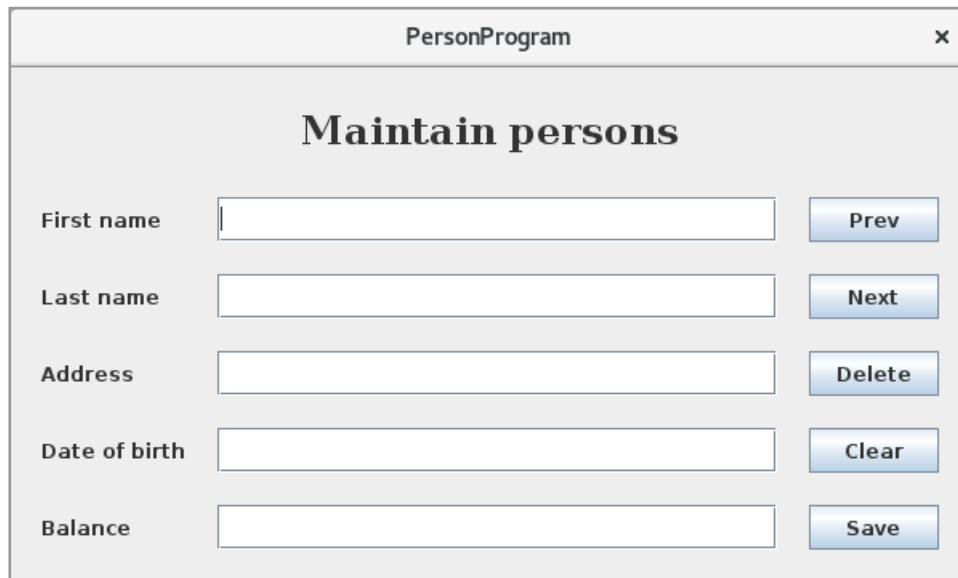 PersonProgram ×
Maintain persons
First name Prev
Last name Next
Address Delete
Date of birth Clear
Balance Save